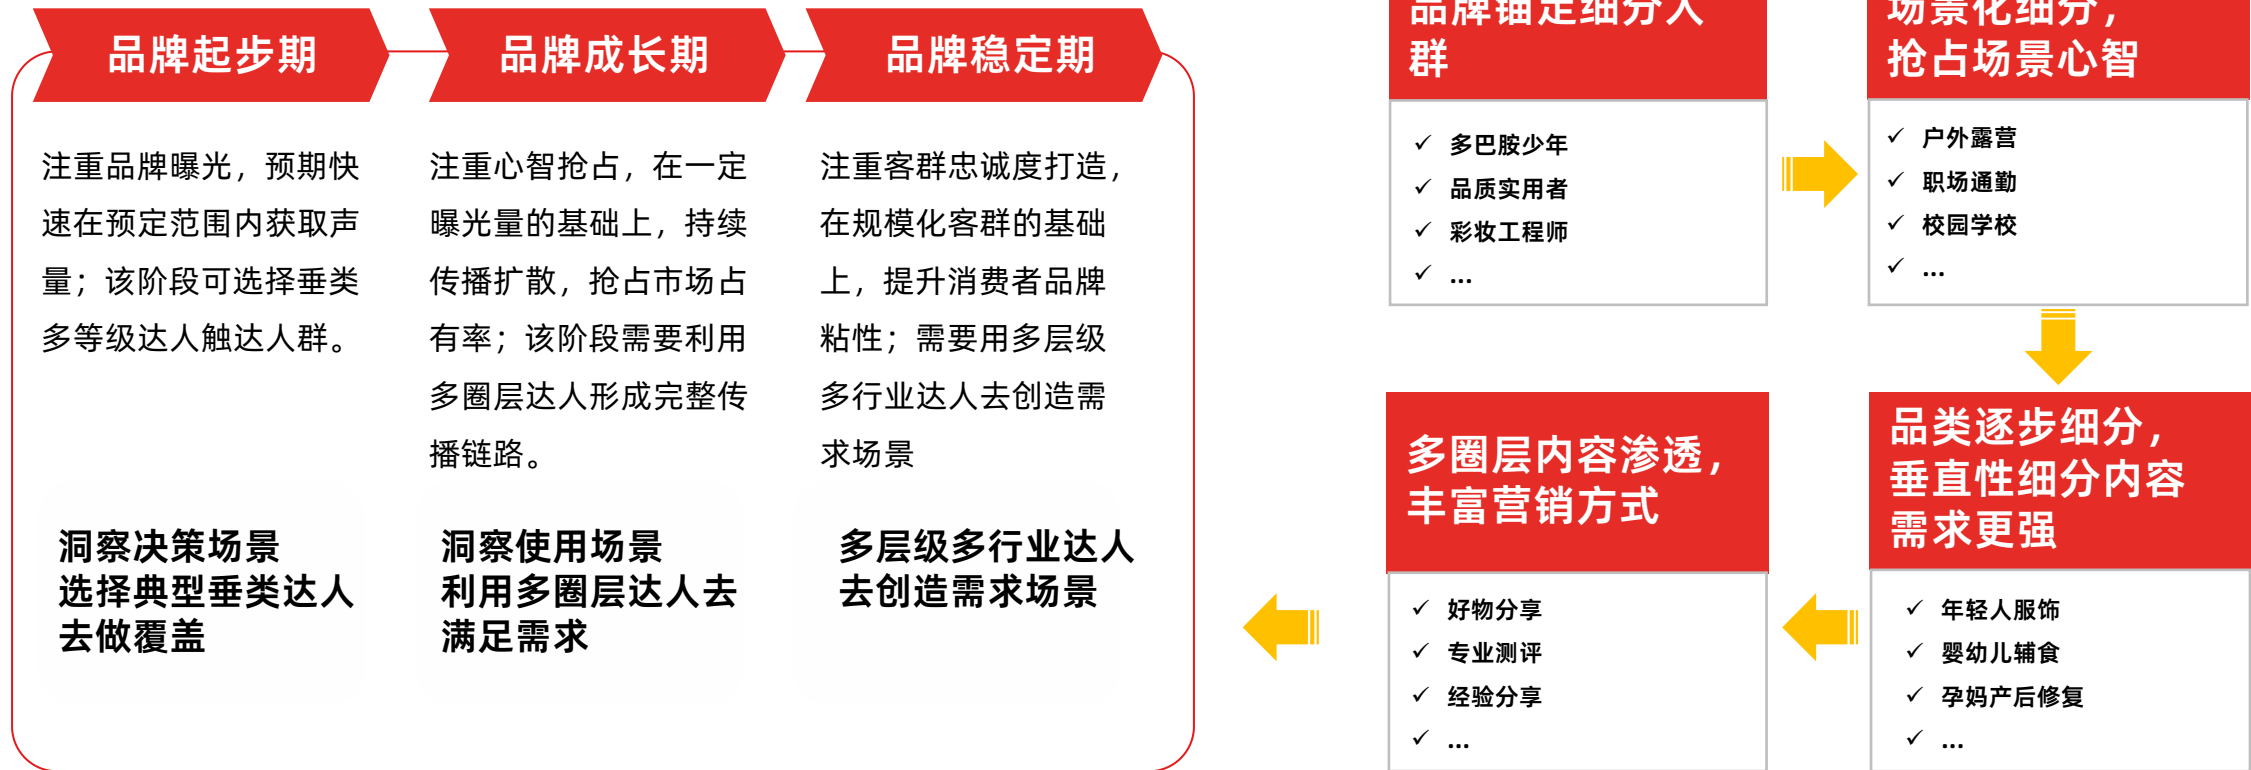 品牌起步期
注重品牌曝光，预期快
速在预定范围内获取声
量；该阶段可选择垂类
多等级达人触达人群。
洞察决策场景
选择典型垂类达人
去做覆盖
品牌成长期
注重心智抢占，在一定
曝光量的基础上，持续
传播扩散，抢占市场占
有率；该阶段需要利用
多圈层达人形成完整传
播链路。
洞察使用场景
利用多圈层达人去
满足需求
品牌稳定期
注重客群忠诚度打造，
在规模化客群的基础
上，提升消费者品牌
粘性；需要用多层级
多行业达人去创造需
求场景
多层级多行业达人
去创造需求场景
品牌锚定细分人
群
✓ 多巴胺少年
✓ 品质实用者
✓ 彩妆工程师
✓ ...
场景化细分，
抢占场景心智
✓ 户外露营
✓ 职场通勤
✓ 校园学校
✓ ...
品类逐步细分，
垂直性细分内容
需求更强
✓ 年轻人服饰
✓ 婴幼儿辅食
✓ 孕妈产后修复
✓ ...
多圈层内容渗透，
丰富营销方式
✓ 好物分享
✓ 专业测评
✓ 经验分享
✓ ...